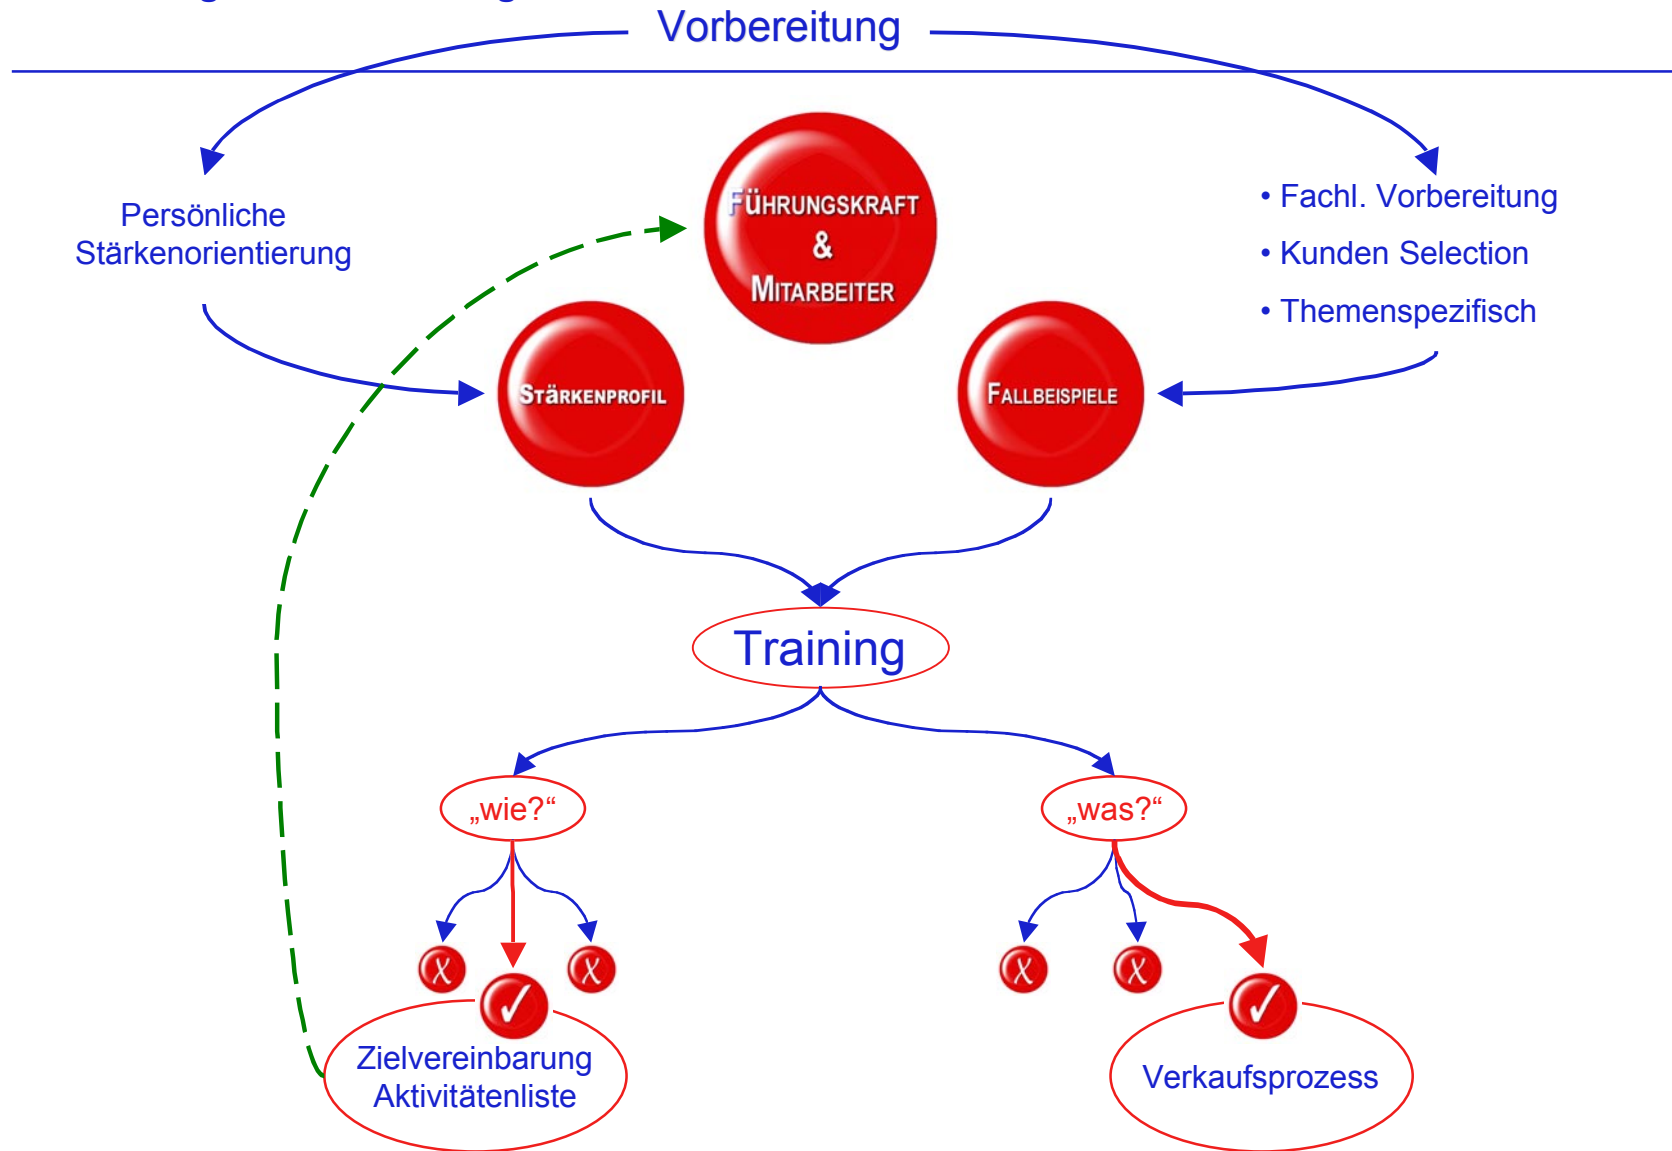 Vorbereitung
Persönliche
Stärkenorientierung
FÜHRUNGSKRAFT
&
MITARBEITER
• Fachl. Vorbereitung
• Kunden Selection
• Themenspezifisch
STÄRKENPROFIL
FALLBEISPIELE
Training
„wie?“
„was?“
X
X
X
X
✓
✓
Zielvereinbarung
Aktivitätenliste
Verkaufsprozess